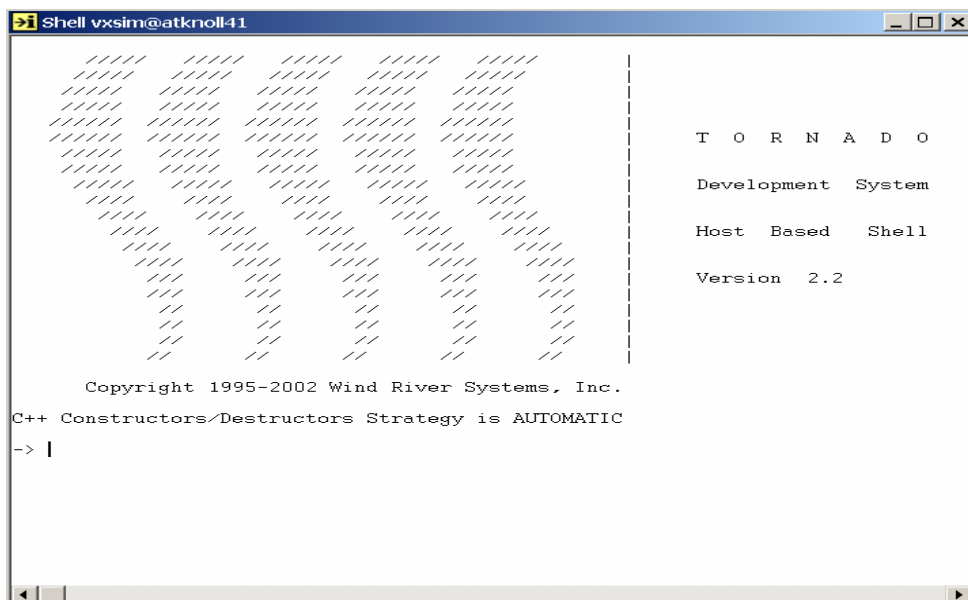 Shell vxsim@atknoll41
T O R N A D O
Development System
Host Based Shell
Version 2.2
Copyright 1995-2002 Wind River Systems, Inc.
C++ Constructors/Destructors Strategy is AUTOMATIC
->